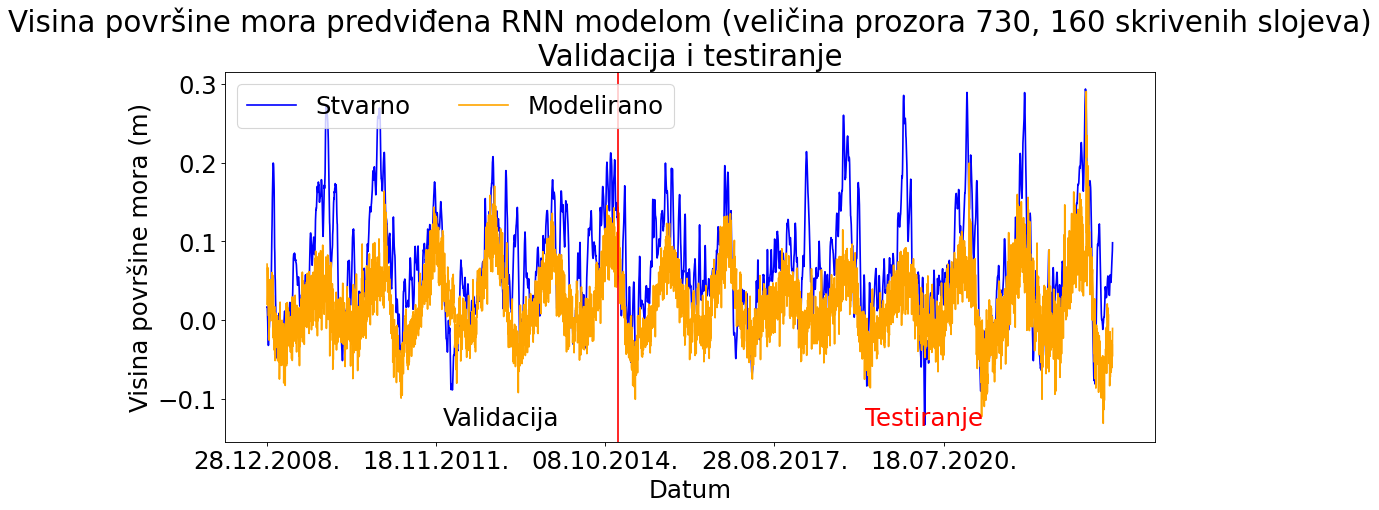 Visina površine mora predviđena RNN modelom (veličina prozora 730, 160 skrivenih slojeva)
Validacija i testiranje
Stvarno
Modelirano
Visina površine mora (m)
0.3
0.2
0.1
0.0
−0.1
Validacija
Testiranje
28.12.2008.
18.11.2011.
08.10.2014.
28.08.2017.
18.07.2020.
Datum